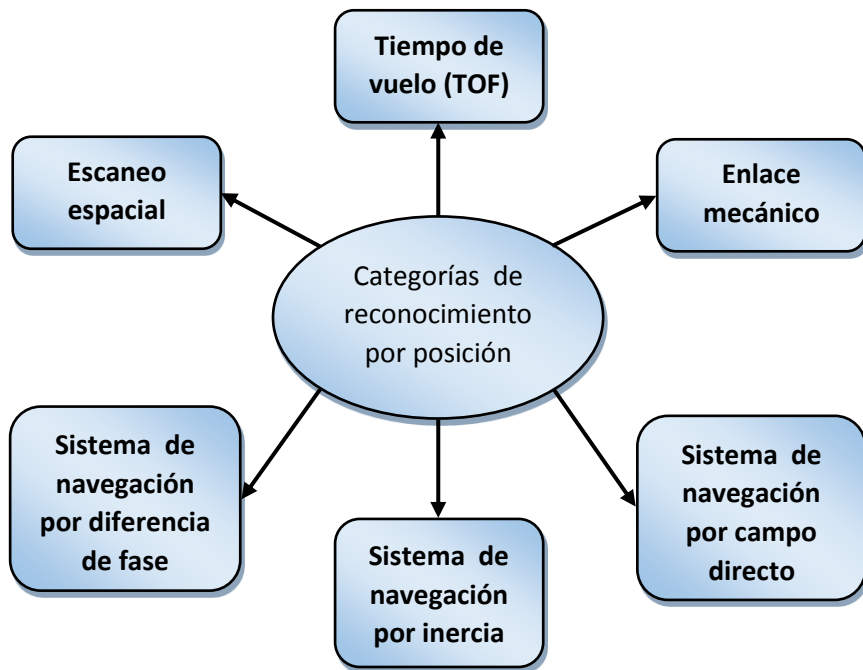 Tiempo de
vuelo (TOF)
Escaneo
espacial
Enlace
mecánico
Categorías de
reconocimiento
por posición
Sistema de
navegación
por diferencia
de fase
Sistema de
navegación
por inercia
Sistema de
navegación
por campo
directo